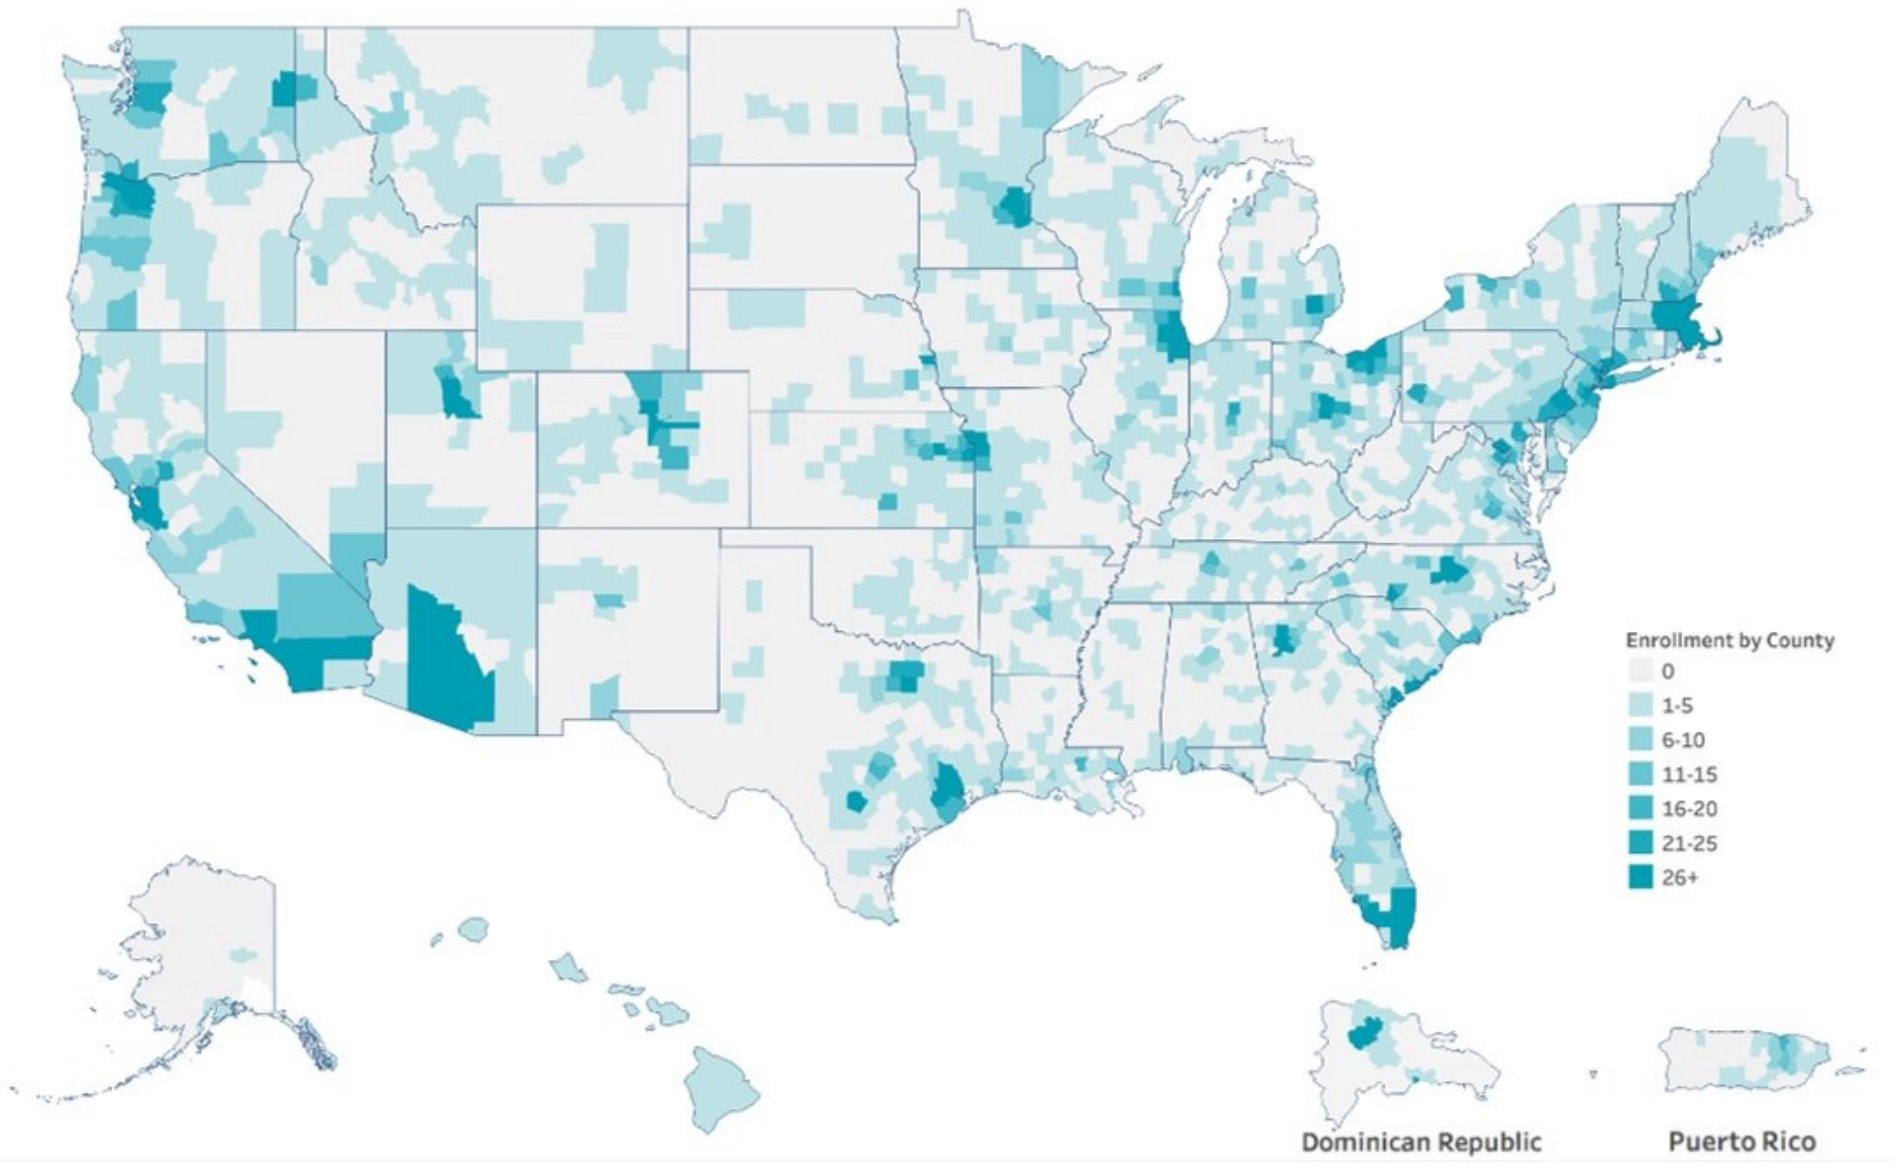 Enrollment by County
0
1-5
6-10
11-15
16-20
21-25
26+
Dominican Republic
Puerto Rico